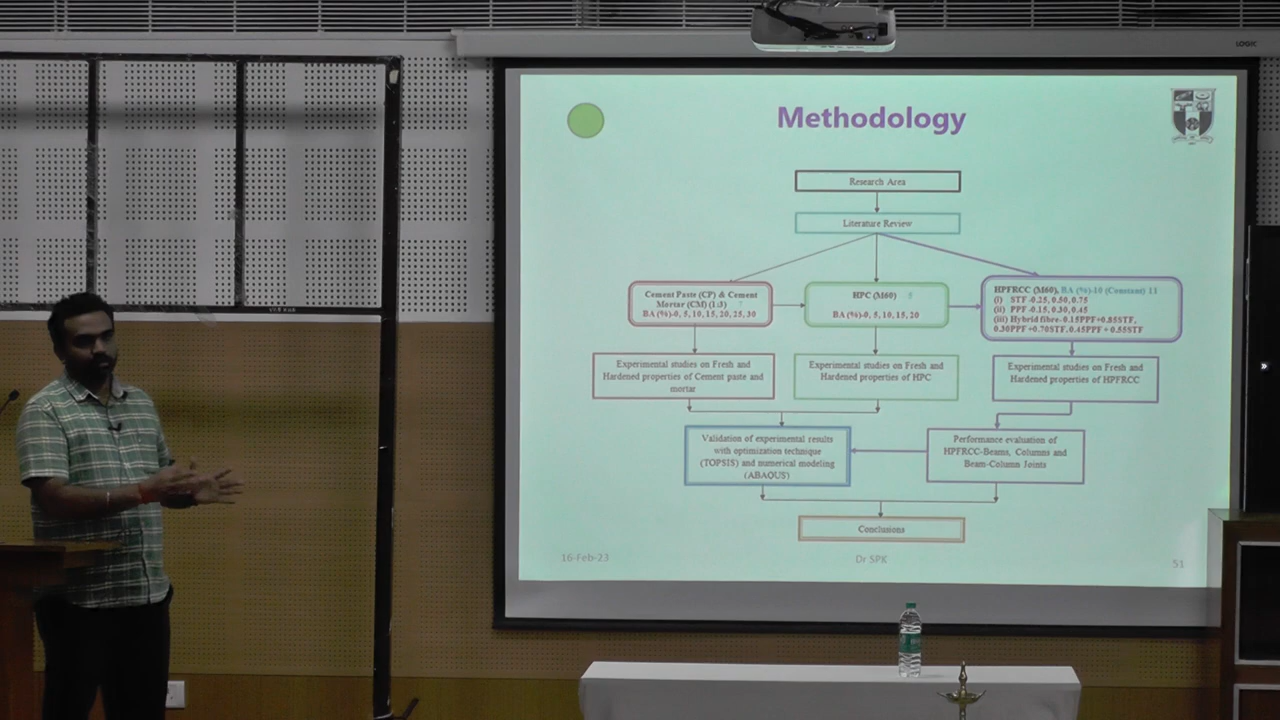 LOGIC
Methodology
Research Area
Literature Review
Cement Paste (CP) & Cement
Mortar (CM) (1:3) 7
BA (%)-0, 5, 10, 15, 20, 25, 30
HPC (M60)
BA (%)-0, 5, 10, 15, 20
HPFRCC (M60), BA (%)-10 (Constant) 11
(i) STF -0.25, 0.50, 0.75
(ii) PPF -0.15, 0.30, 0.45
(iii) Hybrid fibre- 0.15PPF+0.85STF,
0.30PPF +0.70STF, 0.45PPF + 0.55STF
Experimental studies on Fresh and
Hardened properties of Cement paste and
mortar
Experimental studies on Fresh and
Hardened properties of HPC
Experimental studies on Fresh and
Hardened properties of HPFRCC
Validation of experimental results
with optimization technique
(TOPSIS) and numerical modeling
(ABAQUS)
Performance evaluation of
HPFRCC-Beams, Columns and
Beam-Column Joints
Conclusions
16-Feb-23
Dr SPK
51